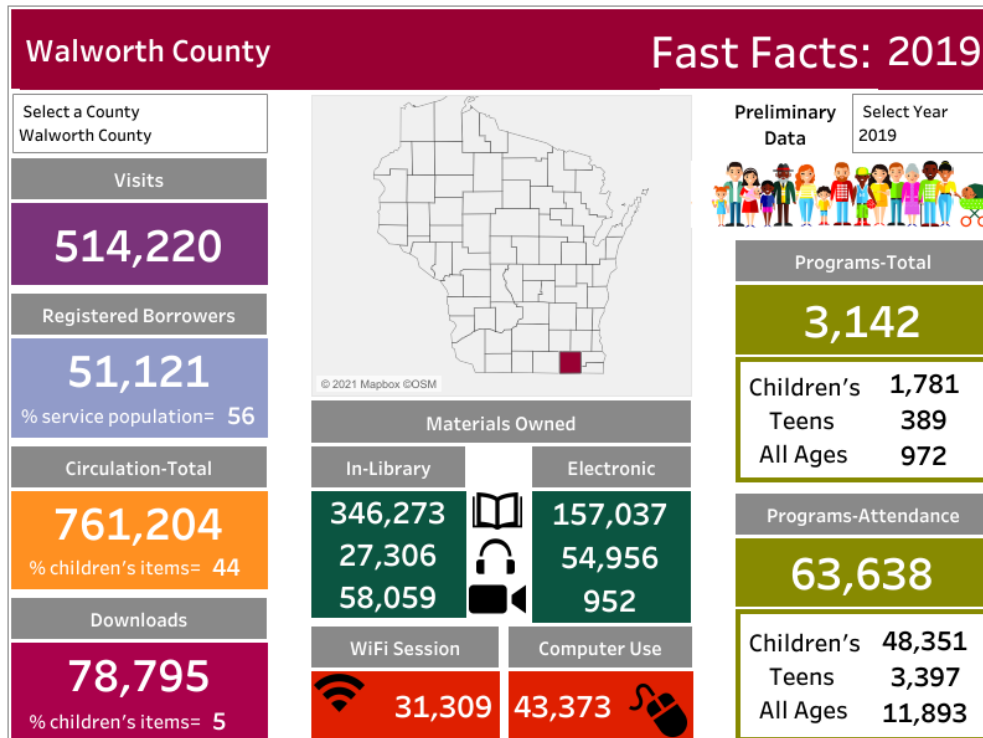 Walworth County
Fast Facts: 2019
Select a County
Walworth County
Visits
514,220
Registered Borrowers
51,121
% service population= 56
Circulation-Total
761,204
% children's items= 44
Downloads
78,795
% children's items= 5
© 2021 Mapbox ©OSM
Materials Owned
In-Library
Electronic
346,273
157,037
27,306
54,956
58,059
952
WiFi Session
Computer Use
31,309
43,373
Preliminary
Data
Select Year
2019
Programs-Total
3,142
Children's 1,781
Teens 389
All Ages 972
Programs-Attendance
63,638
Children's 48,351
Teens 3,397
All Ages 11,893